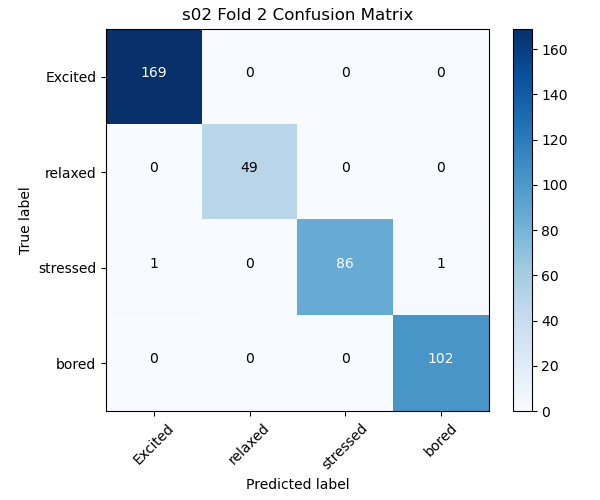 s02 Fold 2 Confusion Matrix
Excited 169 0 0 0
relaxed 0 49 0 0
stressed 1 0 86 1
bored 0 0 0 102
True label
Excited relaxed stressed bored
Predicted label
160
140
120
100
80
60
40
20
0